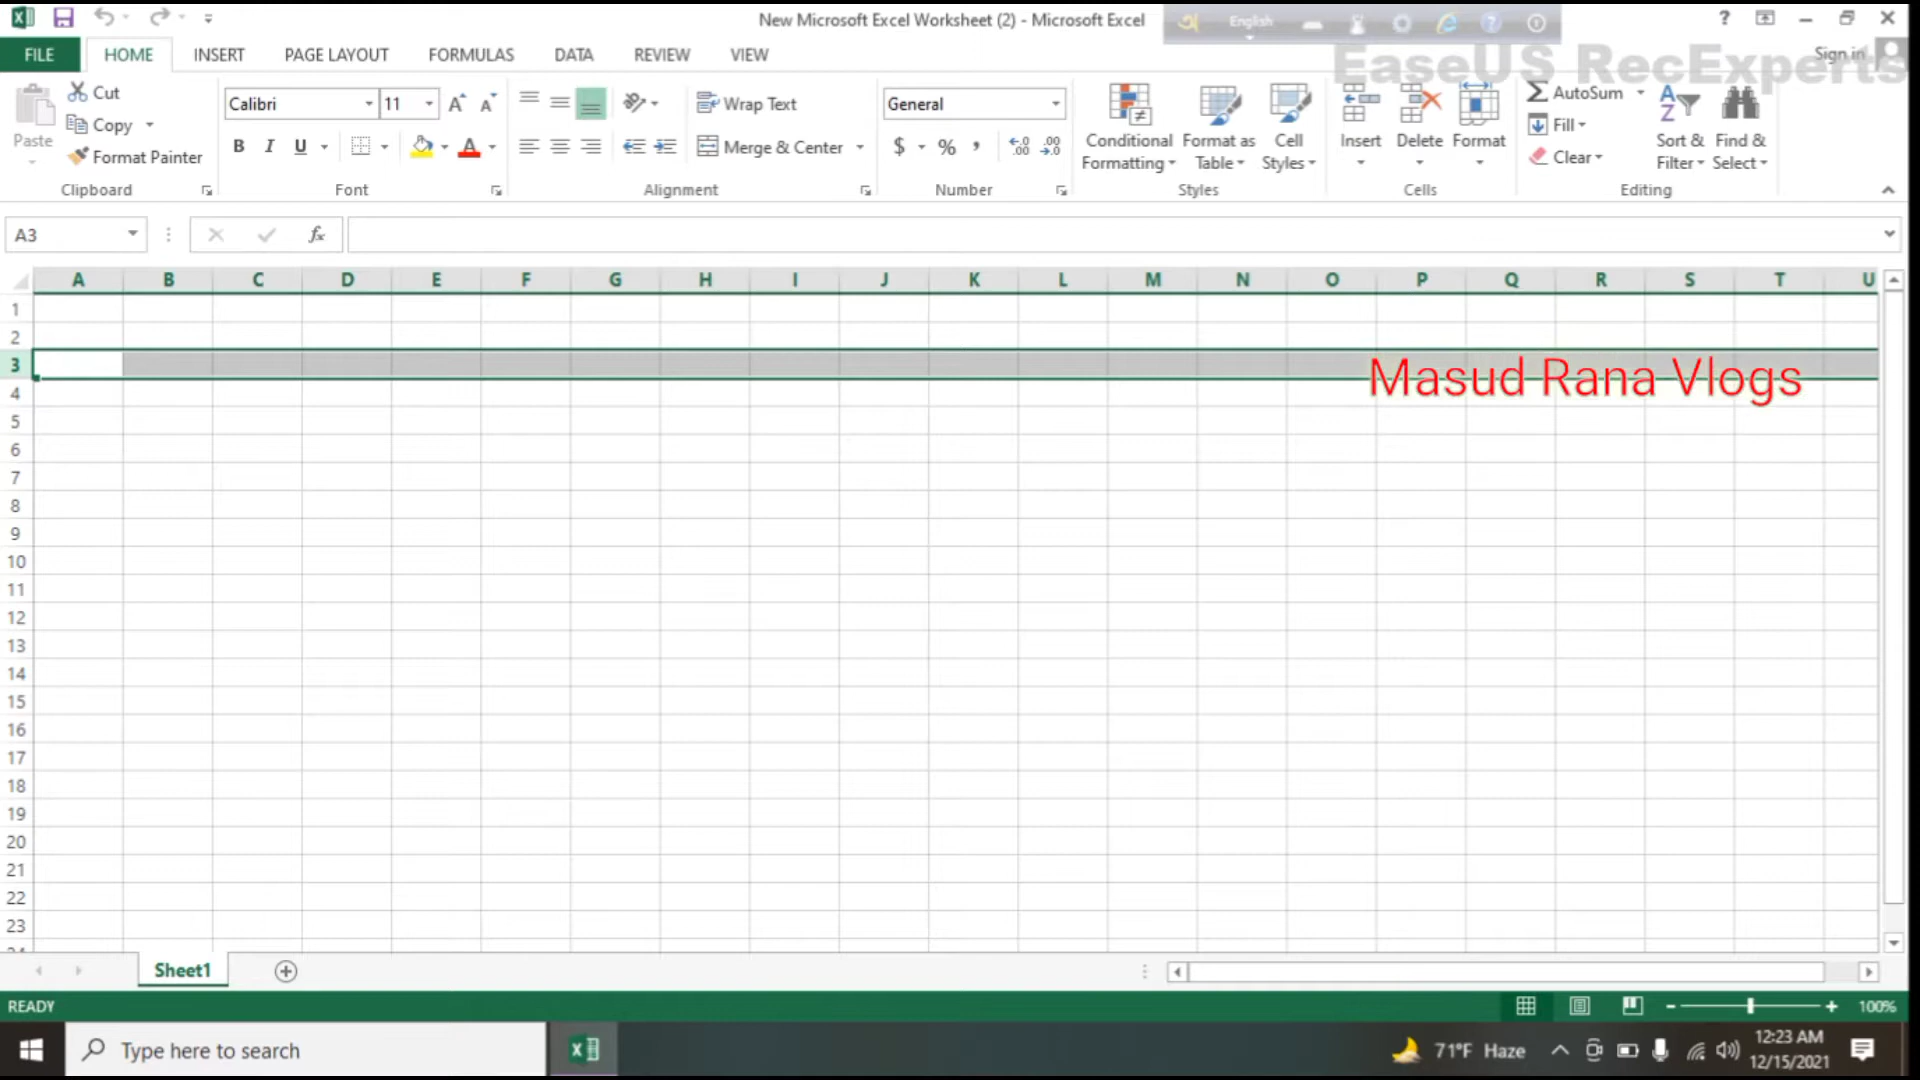 New Microsoft Excel Worksheet (2) - Microsoft Excel
English
?
FILE
HOME
INSERT
PAGE LAYOUT
FORMULAS
DATA
REVIEW
VIEW
Sign in
EaseUS RecExperts
Paste
Cut
Copy
Format Painter
Clipboard
Calibri
11
B I U
Font
Wrap Text
Merge & Center
Alignment
General
$ % ,
Number
Conditional
Formatting
Format as
Table
Cell
Styles
Styles
Insert
Delete
Format
Cells
AutoSum
Fill
Clear
Sort &
Filter
Find &
Select
Editing
A3
fx
A B C D E F G H I J K L M N O P Q R S T U
1
2
3
Masud Rana Vlogs
4
5
6
7
8
9
10
11
12
13
14
15
16
17
18
19
20
21
22
23
Sheet1
READY
100%
Type here to search
71°F Haze
12:23 AM
12/15/2021